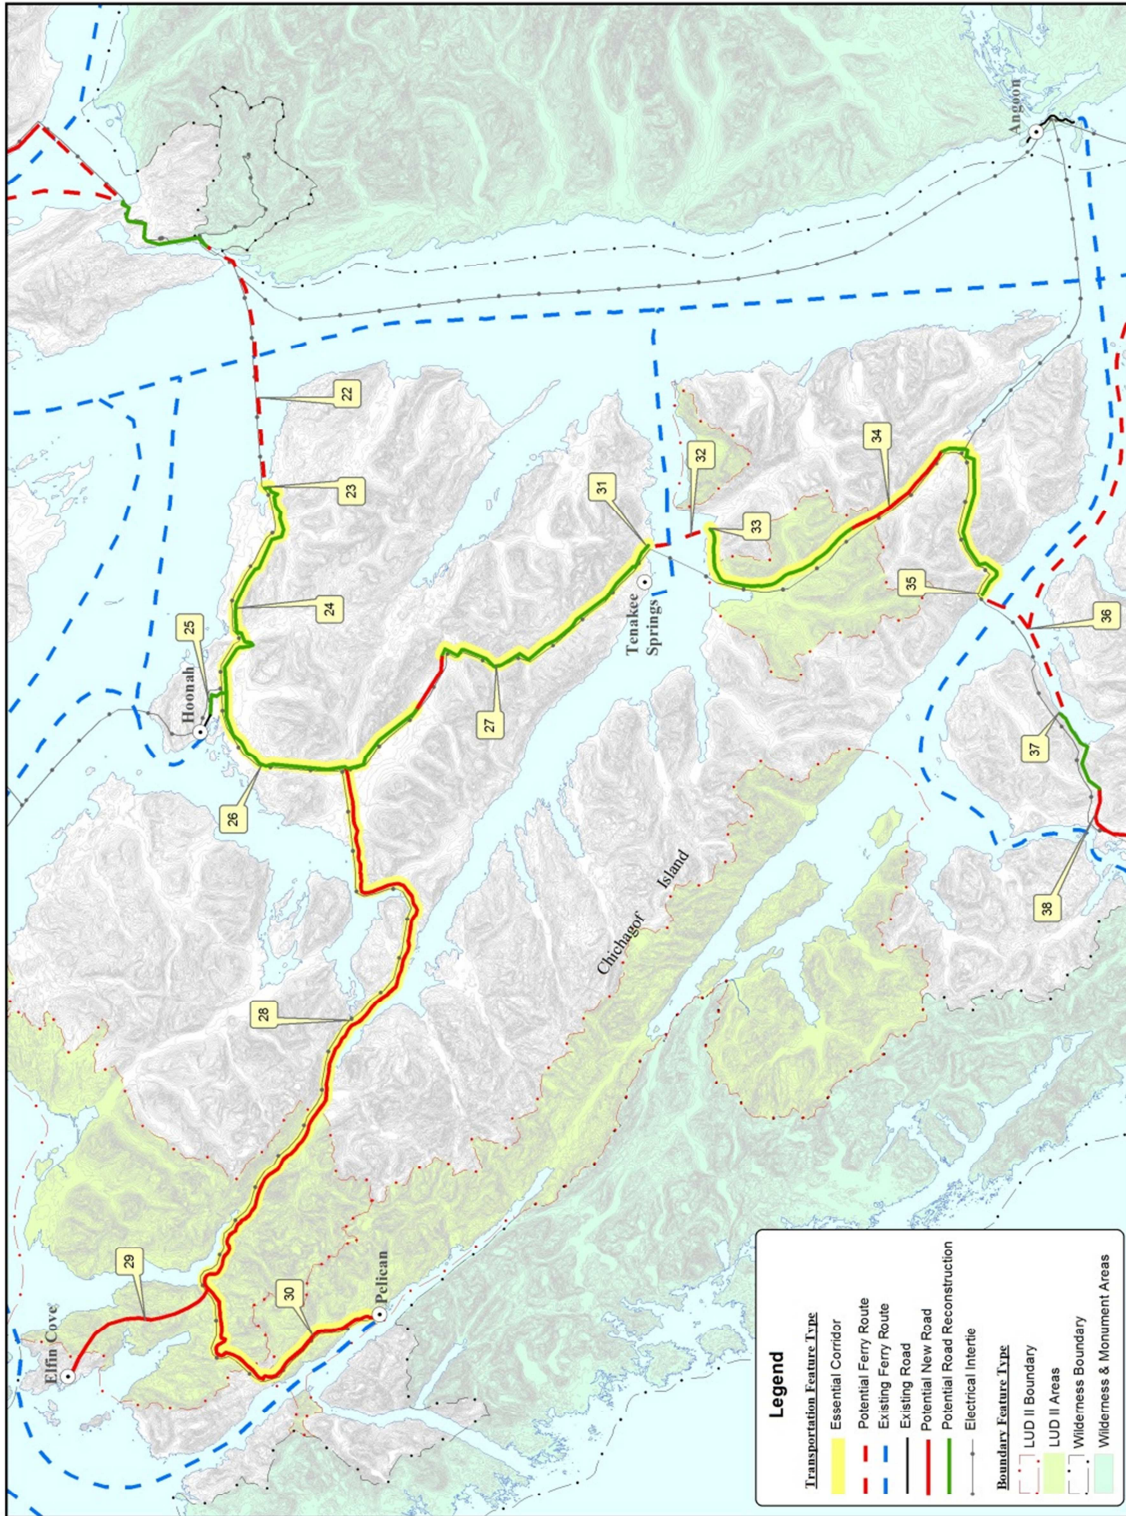 Elfin Cove
Pelican
Hoonah
Tenakee
Springs
Angoon
Chichagof
Island
22
23
24
25
26
27
28
29
30
31
32
33
34
35
36
37
38
Legend
Transportation Feature Type
Essential Corridor
Potential Ferry Route
Existing Ferry Route
Existing Road
Potential New Road
Potential Road Reconstruction
Electrical Intertie
Boundary Feature Type
LUD II Boundary
LUD II Areas
Wilderness Boundary
Wilderness & Monument Areas